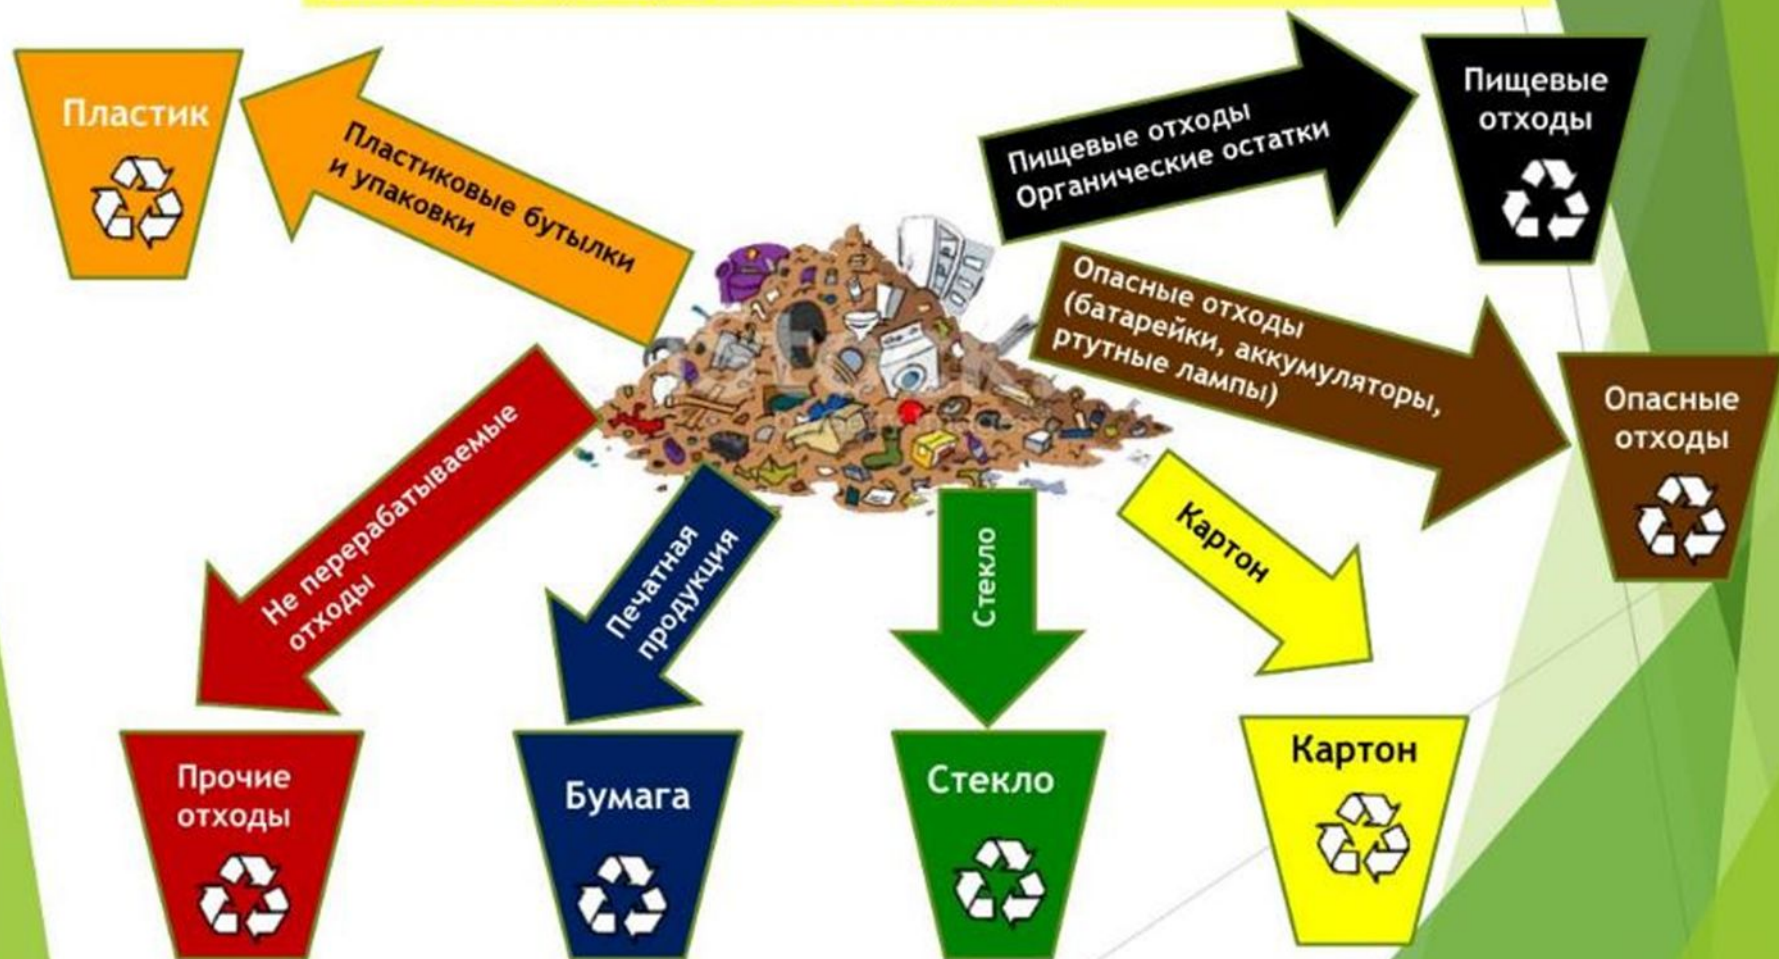 Пластик
Пластиковые бутылки
и упаковки
Пищевые отходы
Органические остатки
Пищевые
отходы
Опасные отходы
(батарейки, аккумуляторы,
ртутные лампы)
Опасные
отходы
Не перерабатываемые
отходы
Печатная
продукция
Стекло
Картон
Прочие
отходы
Бумага
Стекло
Картон